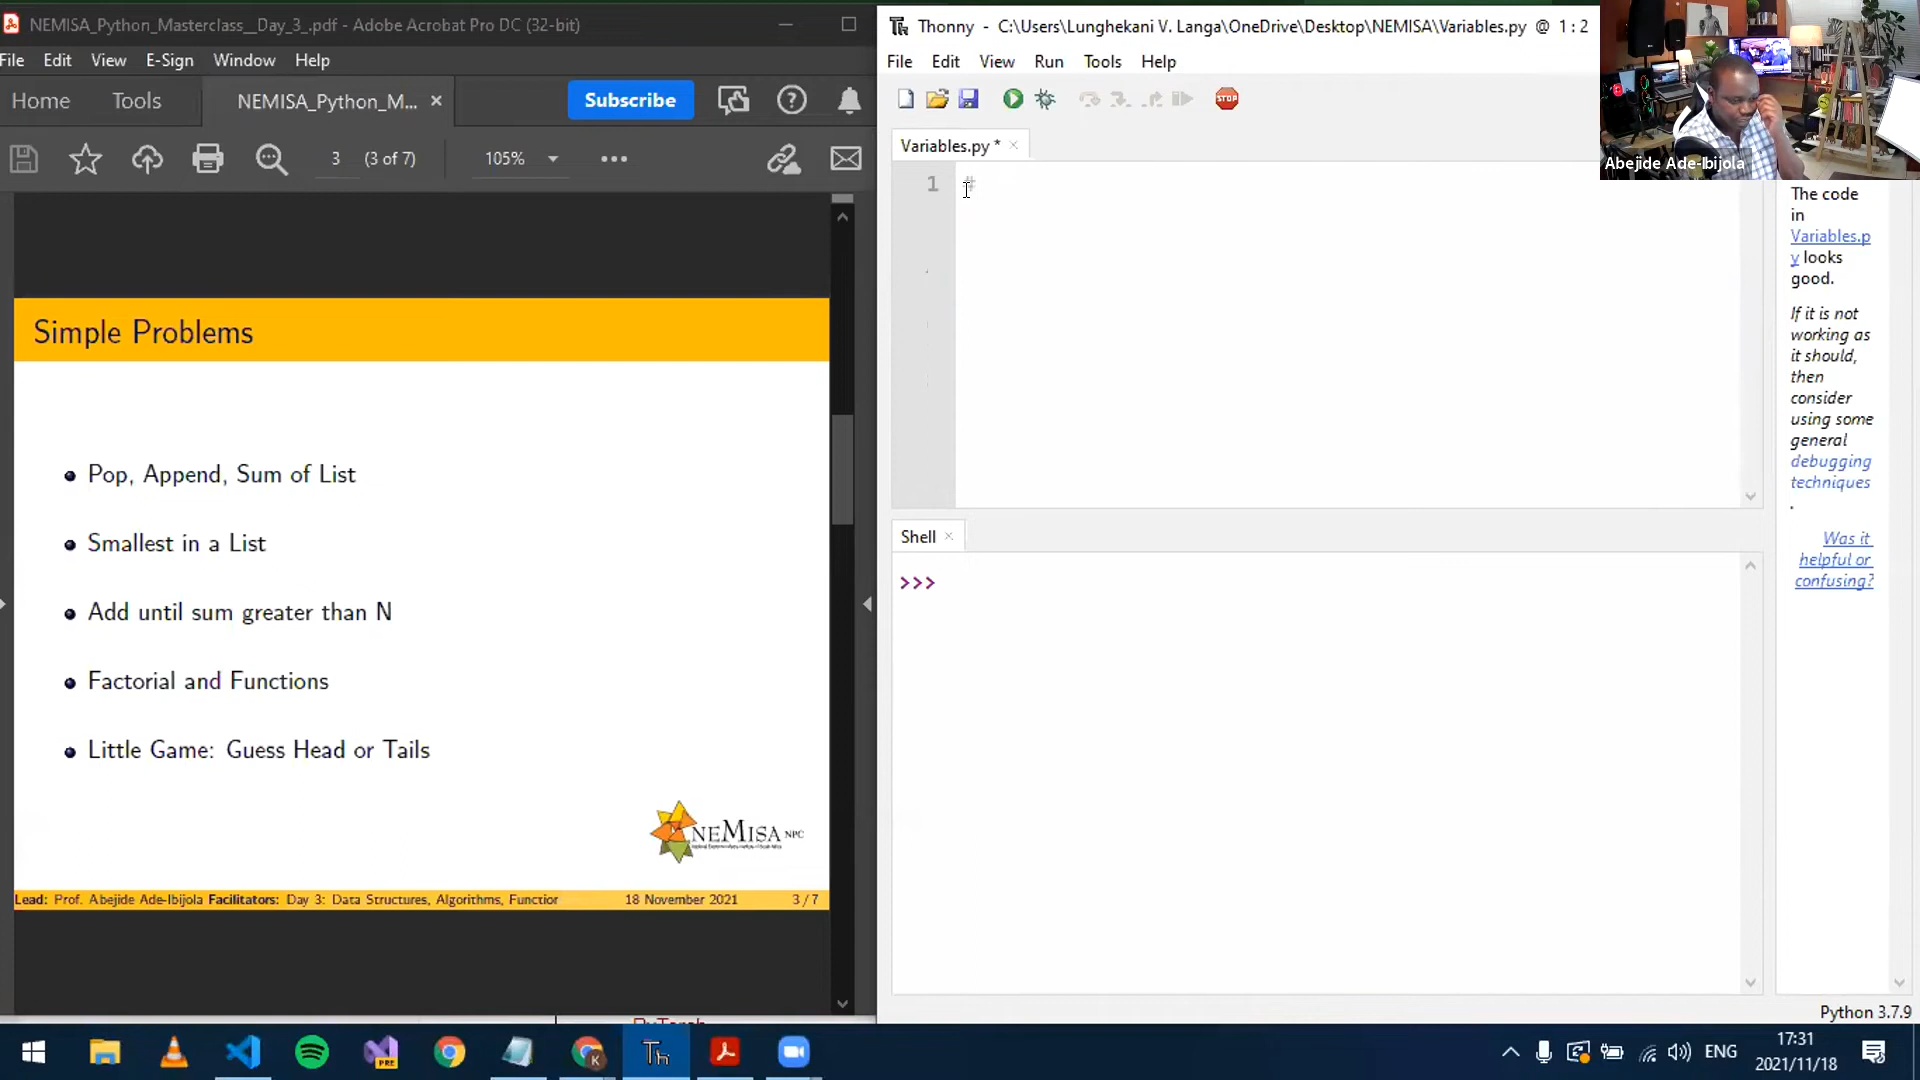 NEMISA_Python_Masterclass__Day_3_.pdf - Adobe Acrobat Pro DC (32-bit)
File Edit View E-Sign Window Help
Home Tools NEMISA_Python_M... × Subscribe
3 (3 of 7) 105%
Simple Problems
Pop, Append, Sum of List
Smallest in a List
Add until sum greater than N
Factorial and Functions
Little Game: Guess Head or Tails
NEMISA NPC
Lead: Prof. Abejide Ade-Ibijola Facilitators: Day 3: Data Structures, Algorithms, Function 18 November 2021 3 / 7
Thonny - C:\Users\Lunghekani V. Langa\OneDrive\Desktop\NEMISA\Variables.py @ 1:2
File Edit View Run Tools Help
STOP
Variables.py * ×
1 #
Shell ×
>>>
Abejide Ade-Ibijola
The code
in
Variables.p
y looks
good.
If it is not
working as
it should,
then
consider
using some
general
debugging
techniques
.
Was it
helpful or
confusing?
Python 3.7.9
PRE
K
Th
ENG
17:31
2021/11/18